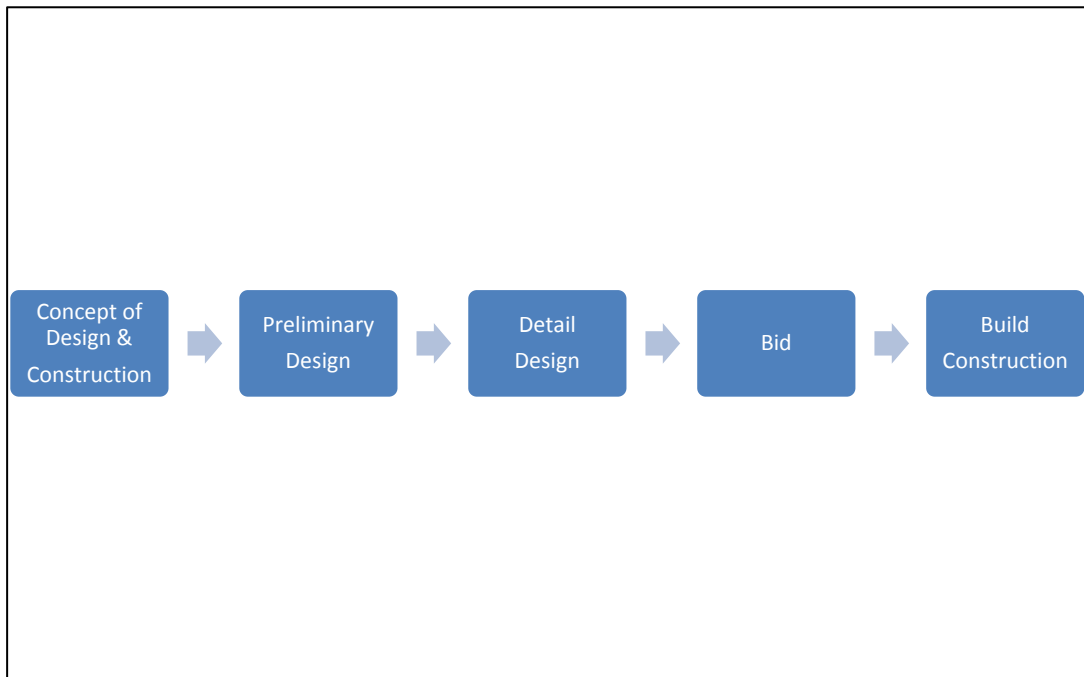 Concept of
Design &
Construction
Preliminary
Design
Detail
Design
Bid
Build
Construction